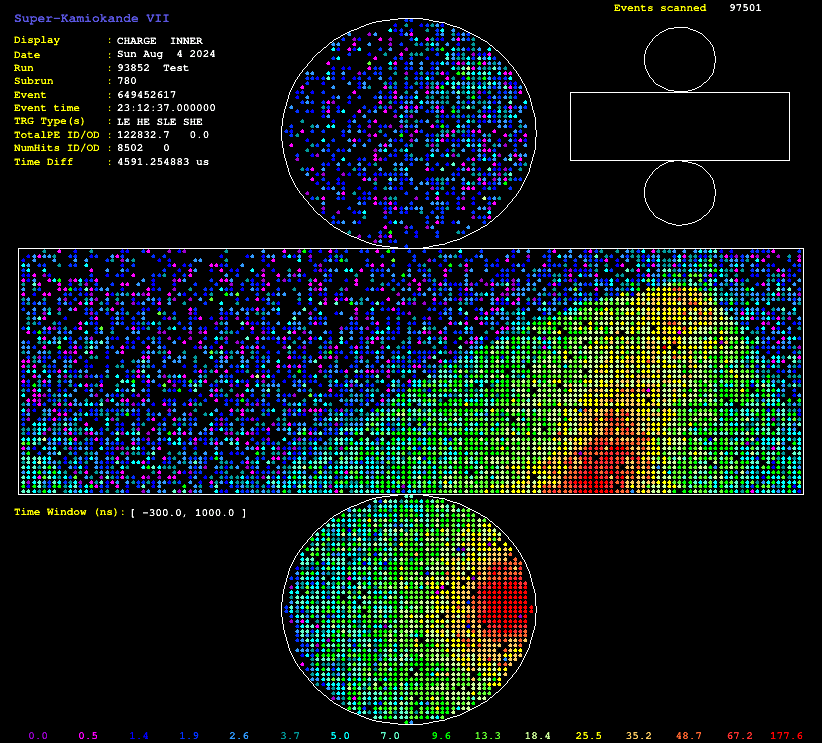 Super-Kamiokande VII
Events scanned 97501
Display : CHARGE INNER
Date : Sun Aug 4 2024
Run : 93852 Test
Subrun : 780
Event : 649452617
Event time : 23:12:37.000000
TRG Type(s) : LE HE SLE SHE
TotalPE ID/OD : 122832.7 0.0
NumHits ID/OD : 8502 0
Time Diff : 4591.254883 us
Time Window (ns): [ -300.0, 1000.0 ]
0.0 0.5 1.4 1.9 2.6 3.7 5.0 7.0 9.6 13.3 18.4 25.5 35.2 48.7 67.2 177.6